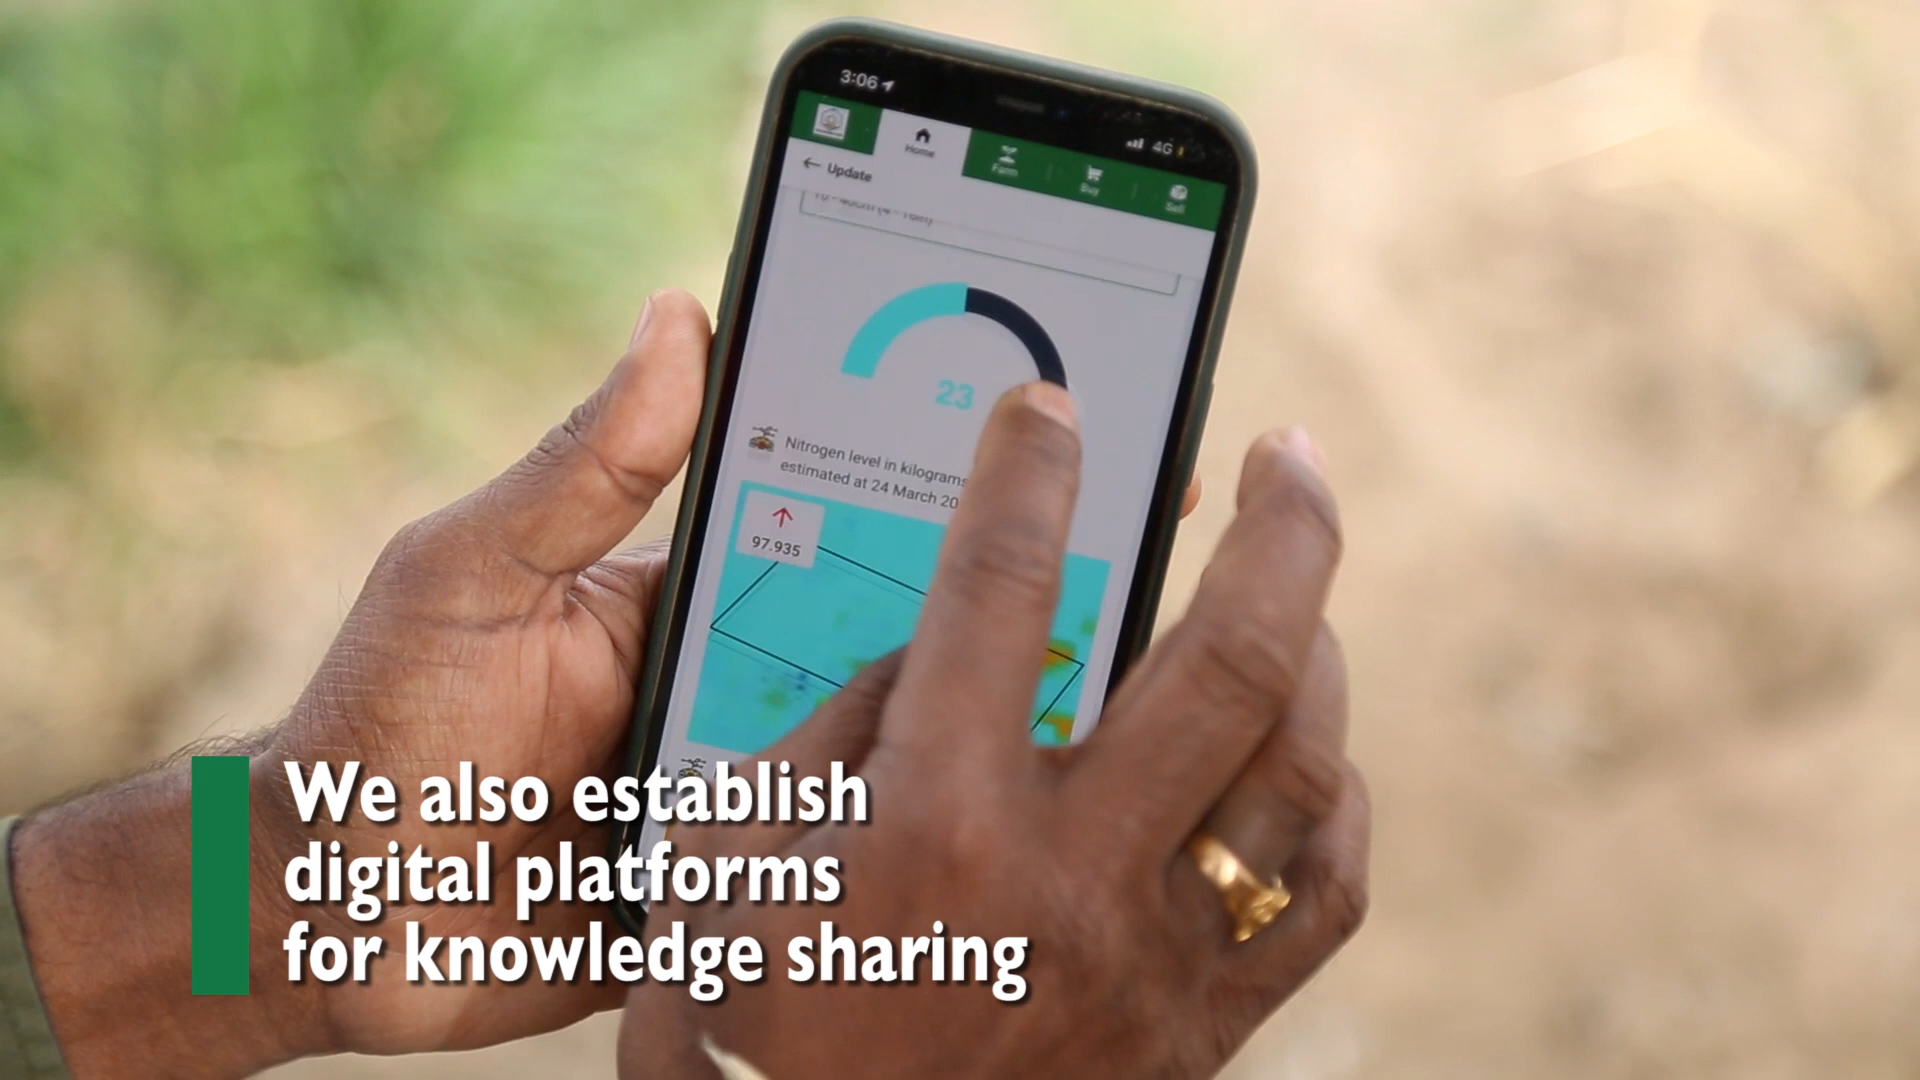 3:06
4G
Home
Farm
Buy
Sell
← Update
23
Nitrogen level in kilograms
estimated at 24 March 20
97.935
We also establish
digital platforms
for knowledge sharing